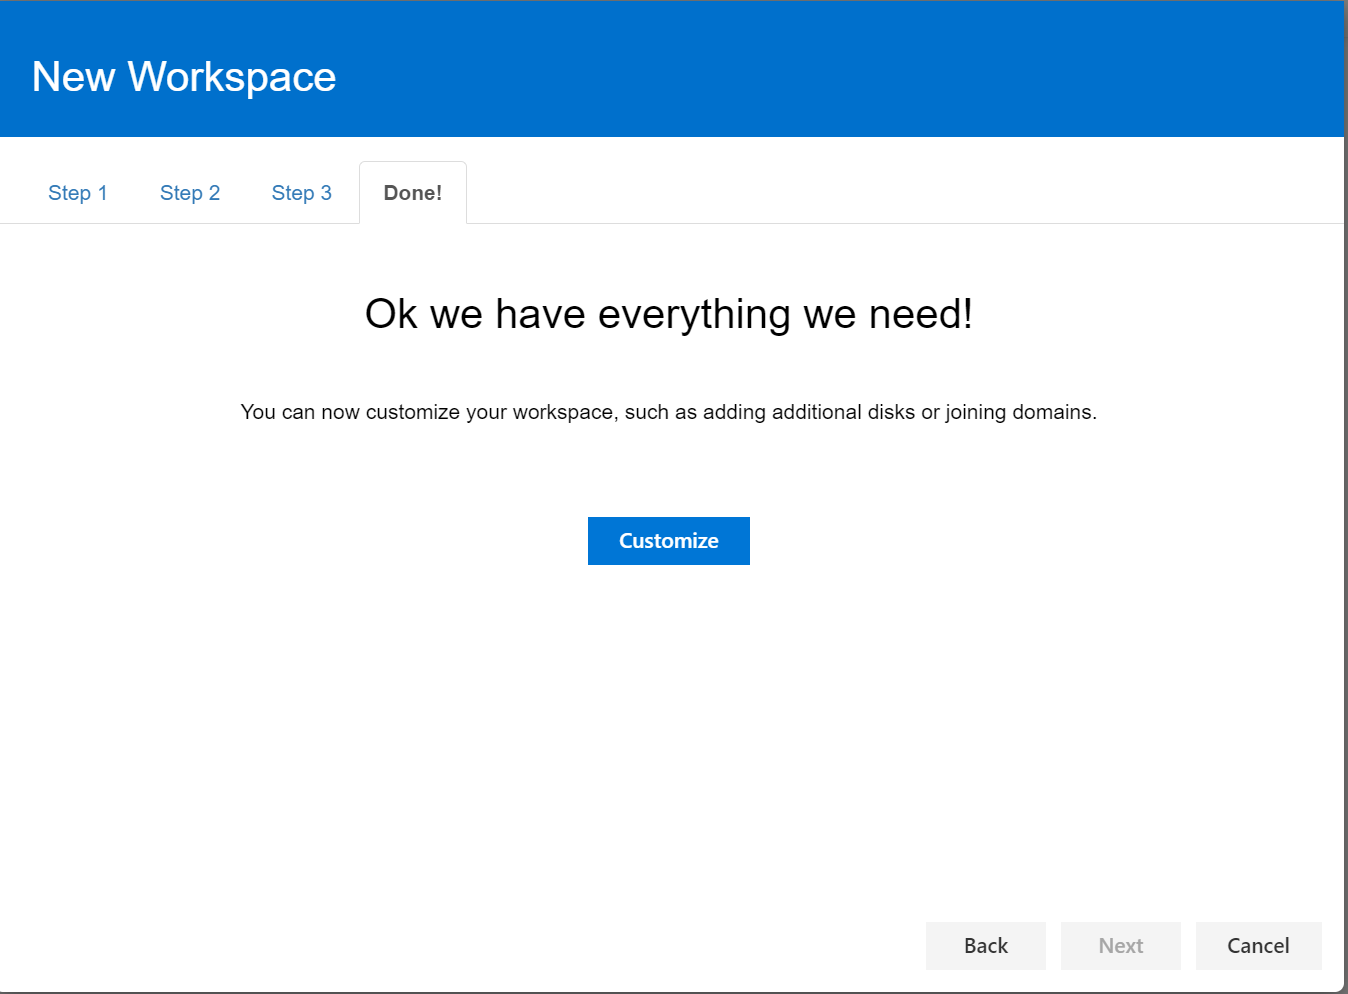 New Workspace
Step 1 Step 2 Step 3 Done!
Ok we have everything we need!
You can now customize your workspace, such as adding additional disks or joining domains.
Customize
Back Next Cancel